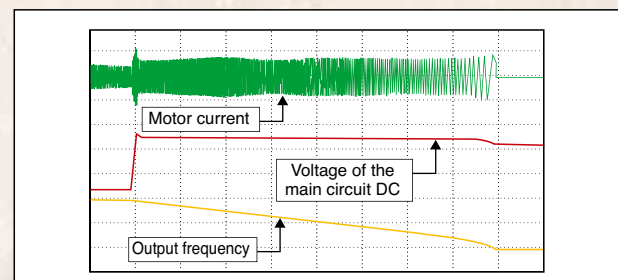 Motor current
Voltage of the
main circuit DC
Output frequency